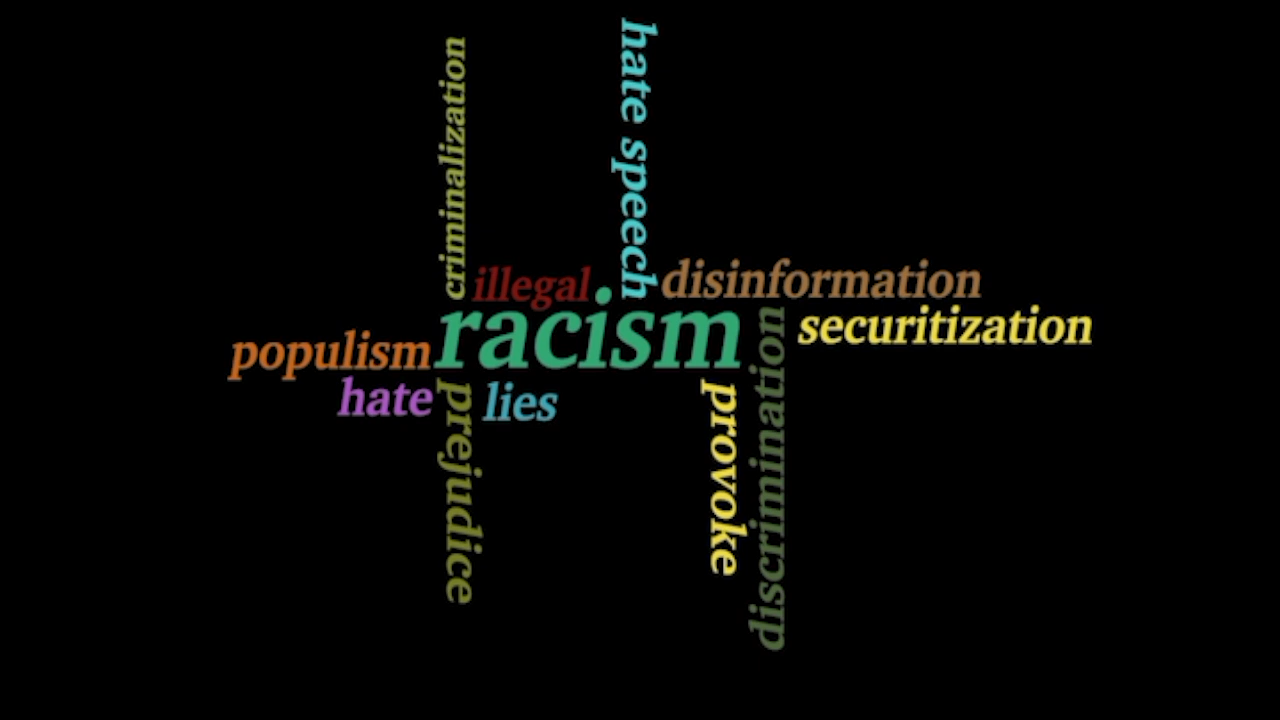 hate speech
criminalization
illegal
disinformation
racism
securitization
populism
hate
lies
prejudice
provoke
discrimination